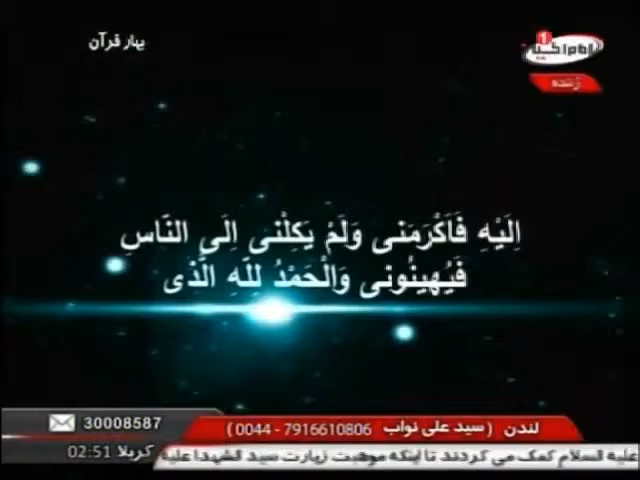 بهار قرآن
1
زنده
اِلَيْهِ فَاَكْرَمَنى وَلَمْ يَكِلْنى اِلَى النّاسِ
فَيُهينُونى وَالْحَمْدُ لِلّهِ الَّذى
30008587
لندن ( سید علی نواب 7916610806 - 0044 )
کربلا 02:51
علیه السلام کمک می کردند تا اینکه موهبت زیارت سید الشهدا علیه